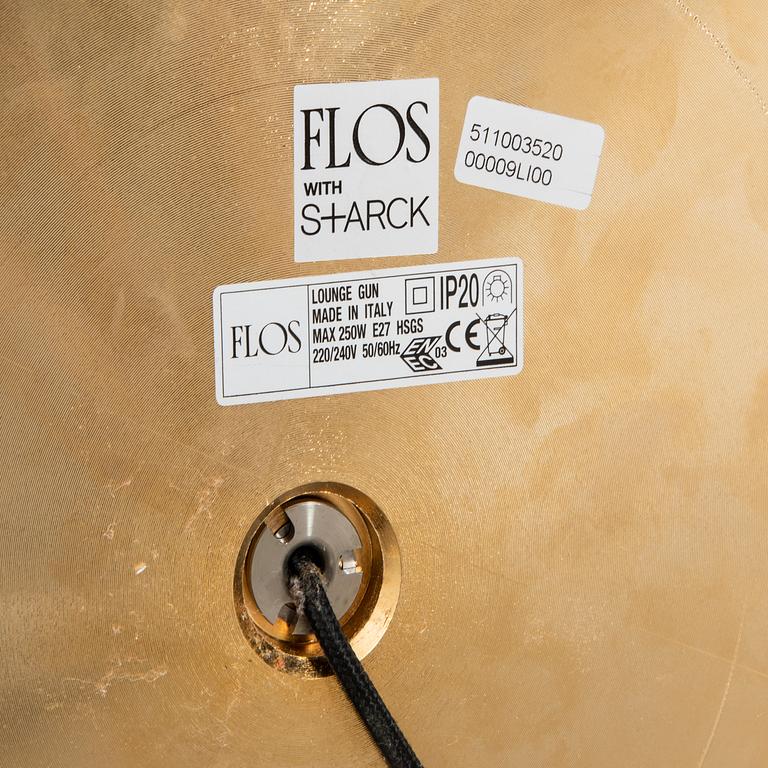 FLOS
WITH
S+ARCK
511003520
00009LI00
FLOS
LOUNGE GUN
MADE IN ITALY
MAX 250W E27 HSGS
220/240V 50/60Hz
IP20
EN
EC
03
CE